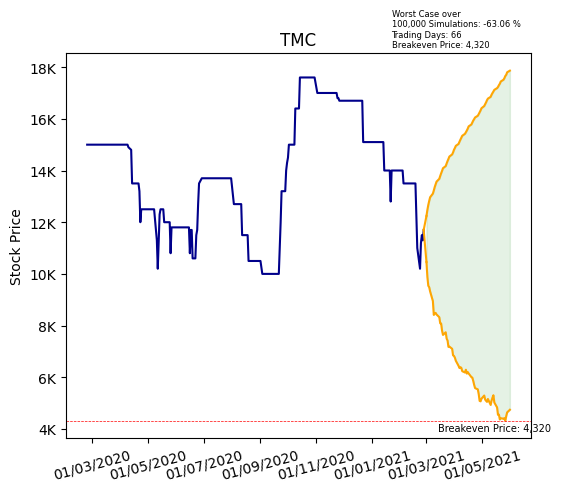 Worst Case over
100,000 Simulations: -63.06 %
Trading Days: 66
Breakeven Price: 4,320
TMC
Stock Price
18K
16K
14K
12K
10K
8K
6K
4K
Breakeven Price: 4,320
01/03/2020
01/05/2020
01/07/2020
01/09/2020
01/11/2020
01/01/2021
01/03/2021
01/05/2021